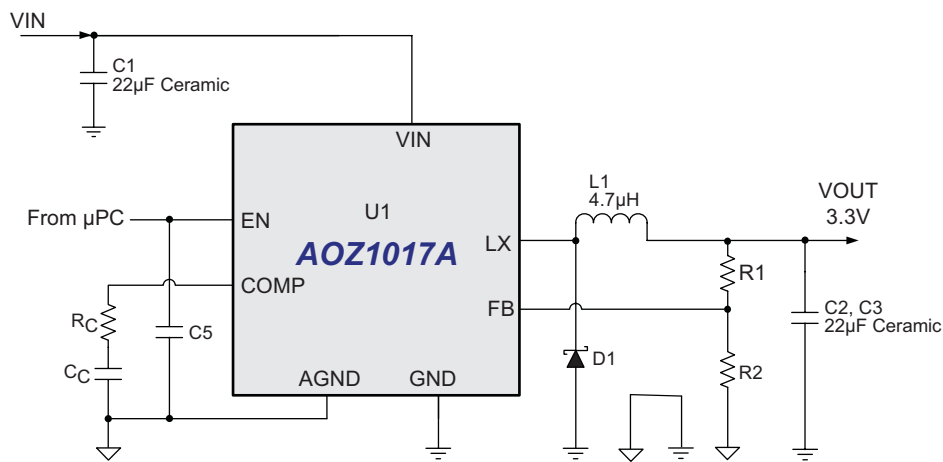 VIN
C1
22µF Ceramic
VIN
U1
AOZ1017A
From µPC
EN
LX
L1
4.7µH
VOUT
3.3V
COMP
FB
R1
RC
C5
C2, C3
22µF Ceramic
CC
D1
R2
AGND
GND